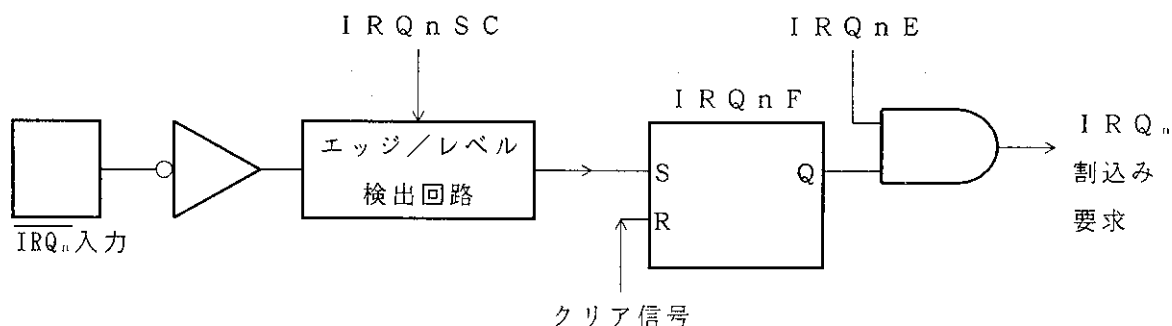 IRQnSC
IRQnE
IRQnF
エッジ/レベル
検出回路
S
Q
R
IRQn
割込み
要求
IRQn入力
クリア信号